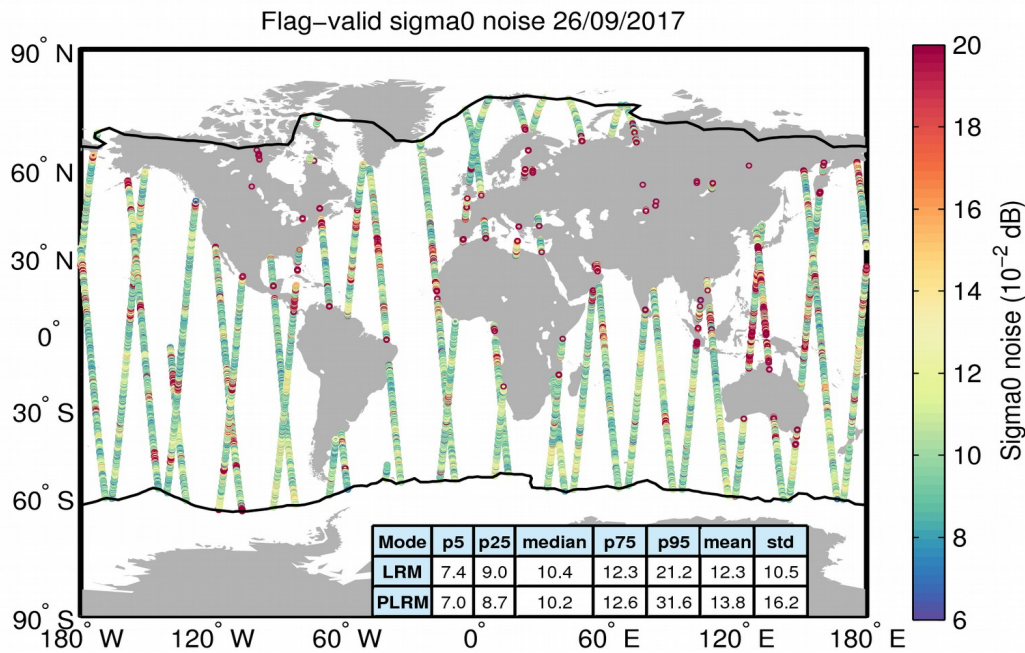 Flag-valid sigma0 noise 26/09/2017
90° N
60° N
30° N
0°
30° S
60° S
90° S
180° W
120° W
60° W
0°
60° E
120° E
180° E
Mode p5 p25 median p75 p95 mean std
LRM 7.4 9.0 10.4 12.3 21.2 12.3 10.5
PLRM 7.0 8.7 10.2 12.6 31.6 13.8 16.2
20
18
16
14
12
10
8
6
Sigma0 noise (10⁻² dB)